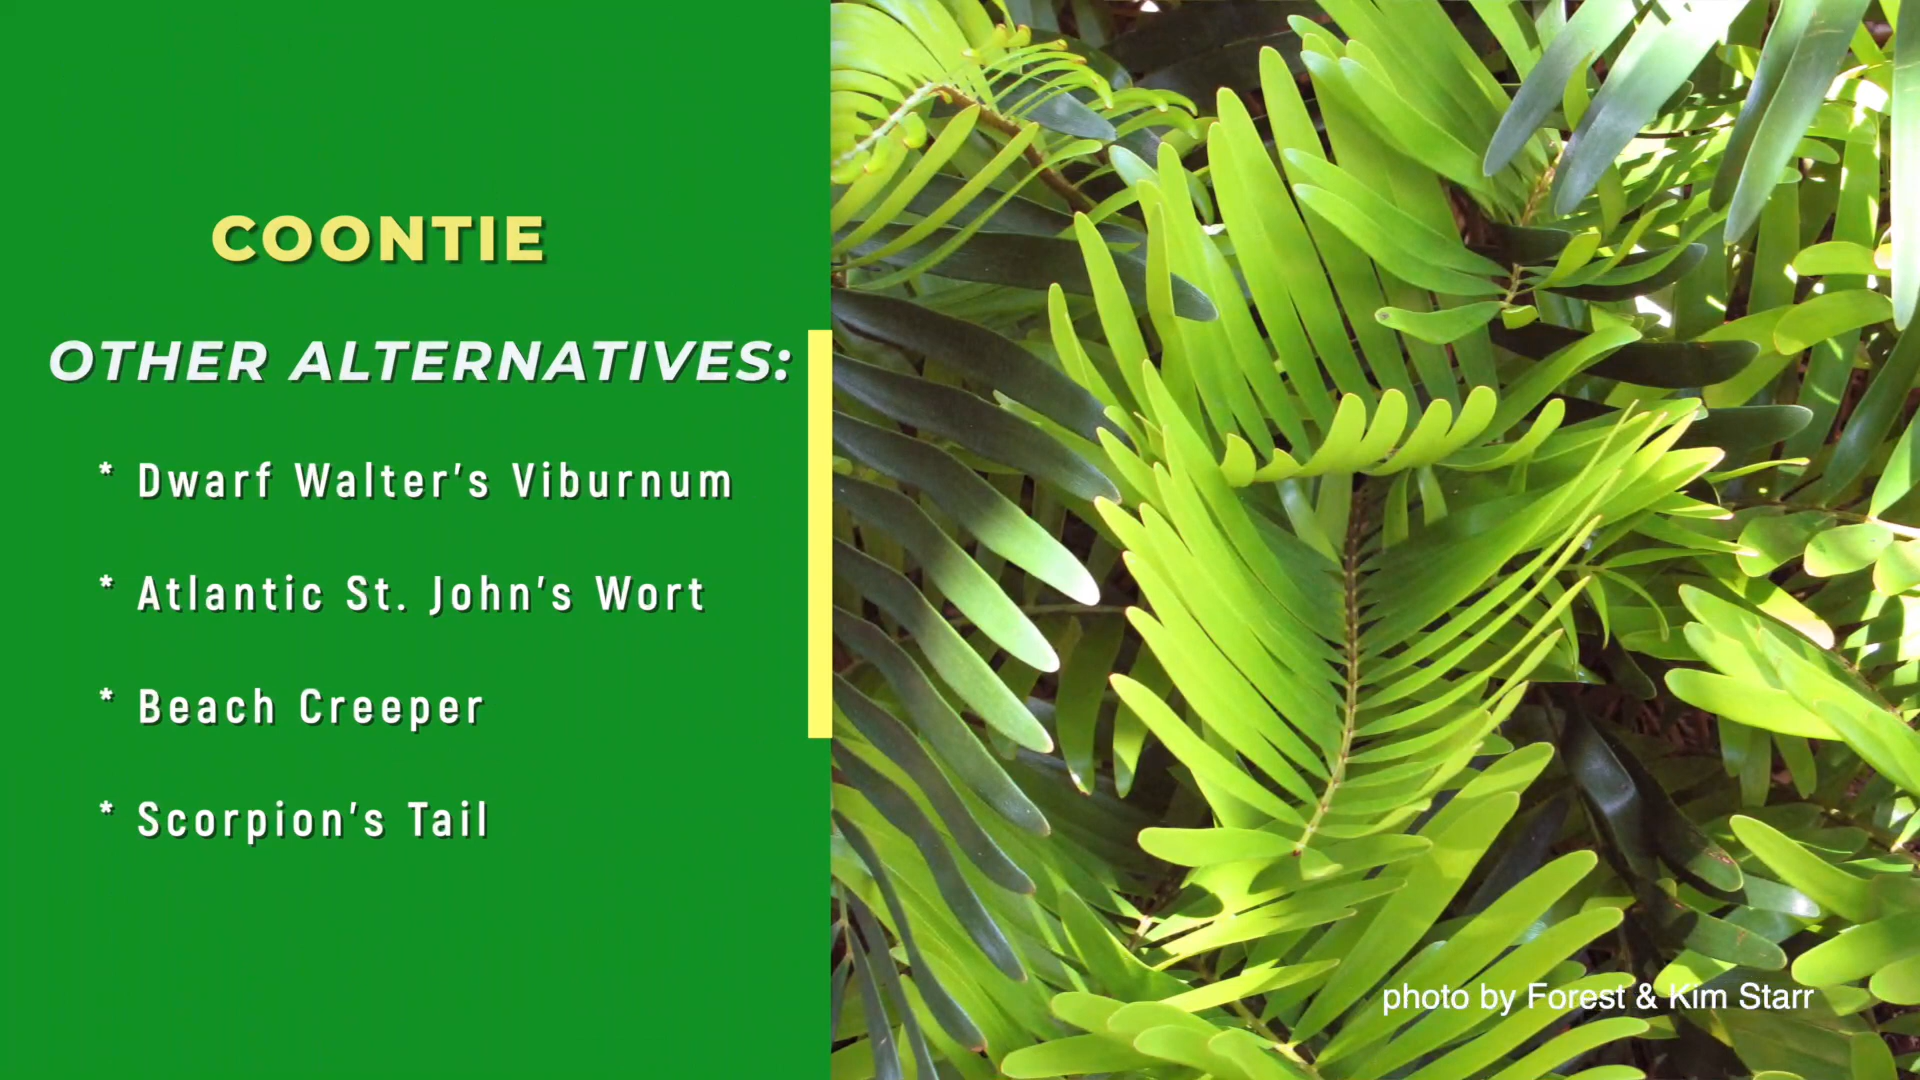 COONTIE
OTHER ALTERNATIVES:
* Dwarf Walter's Viburnum
* Atlantic St. John's Wort
* Beach Creeper
* Scorpion's Tail
photo by Forest & Kim Starr